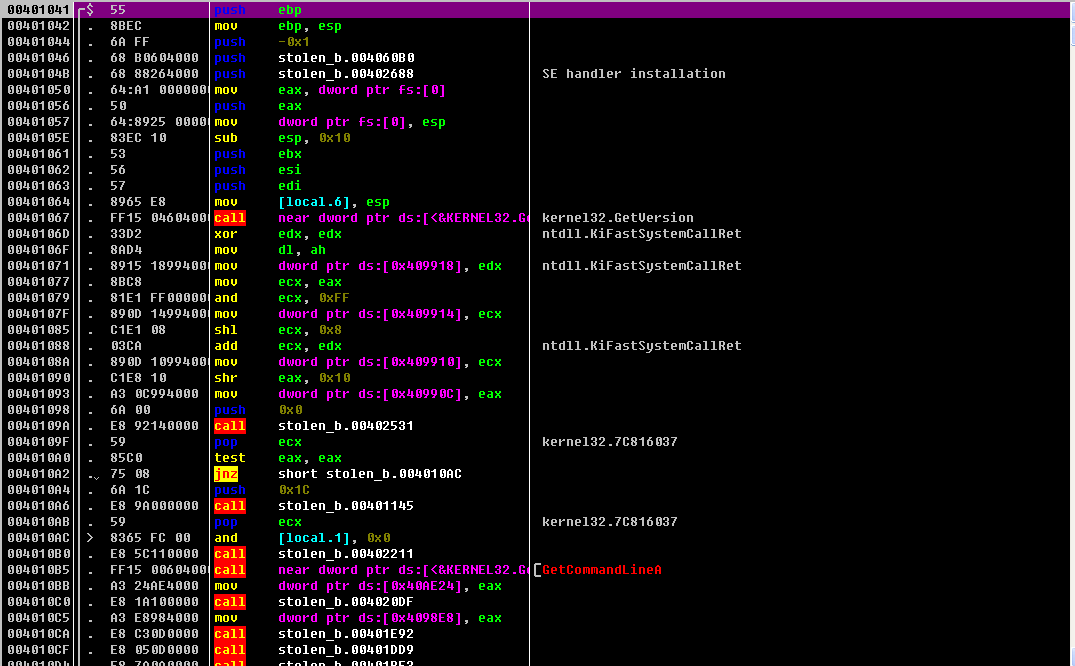 00401041 $ 55 push ebp
00401042 . 8BEC mov ebp, esp
00401044 . 6A FF push -0x1
00401046 . 68 B0604000 push stolen_b.004060B0
0040104B . 68 88264000 push stolen_b.00402688 SE handler installation
00401050 . 64:A1 0000000 mov eax, dword ptr fs:[0]
00401056 . 50 push eax
00401057 . 64:8925 0000 mov dword ptr fs:[0], esp
0040105E . 83EC 10 sub esp, 0x10
00401061 . 53 push ebx
00401062 . 56 push esi
00401063 . 57 push edi
00401064 . 8965 E8 mov [local.6], esp
00401067 . FF15 04604000 call near dword ptr ds:[<&KERNEL32.Ge kernel32.GetVersion
0040106D . 33D2 xor edx, edx ntdll.KiFastSystemCallRet
0040106F . 8AD4 mov dl, ah
00401071 . 8915 18994000 mov dword ptr ds:[0x409918], edx ntdll.KiFastSystemCallRet
00401077 . 8BC8 mov ecx, eax
00401079 . 81E1 FF000000 and ecx, 0xFF
0040107F . 890D 14994000 mov dword ptr ds:[0x409914], ecx
00401085 . C1E1 08 shl ecx, 0x8
00401088 . 03CA add ecx, edx ntdll.KiFastSystemCallRet
0040108A . 890D 10994000 mov dword ptr ds:[0x409910], ecx
00401090 . C1E8 10 shr eax, 0x10
00401093 . A3 0C994000 mov dword ptr ds:[0x40990C], eax
00401098 . 6A 00 push 0x0
0040109A . E8 92140000 call stolen_b.00402531
0040109F . 59 pop ecx kernel32.7C816037
004010A0 . 85C0 test eax, eax
004010A2 . 75 08 jnz short stolen_b.004010AC
004010A4 . 6A 1C push 0x1C
004010A6 . E8 9A000000 call stolen_b.00401145
004010AB . 59 pop ecx kernel32.7C816037
004010AC > 8365 FC 00 and [local.1], 0x0
004010B0 . E8 5C110000 call stolen_b.00402211
004010B5 . FF15 00604000 call near dword ptr ds:[<&KERNEL32.Ge GetCommandLineA
004010BB . A3 24AE4000 mov dword ptr ds:[0x40AE24], eax
004010C0 . E8 1A100000 call stolen_b.004020DF
004010C5 . A3 E8984000 mov dword ptr ds:[0x4098E8], eax
004010CA . E8 C30D0000 call stolen_b.00401E92
004010CF . E8 050D0000 call stolen_b.00401DD9
004010D4 . E8 7A0A0000 call stolen_b.00401BE3